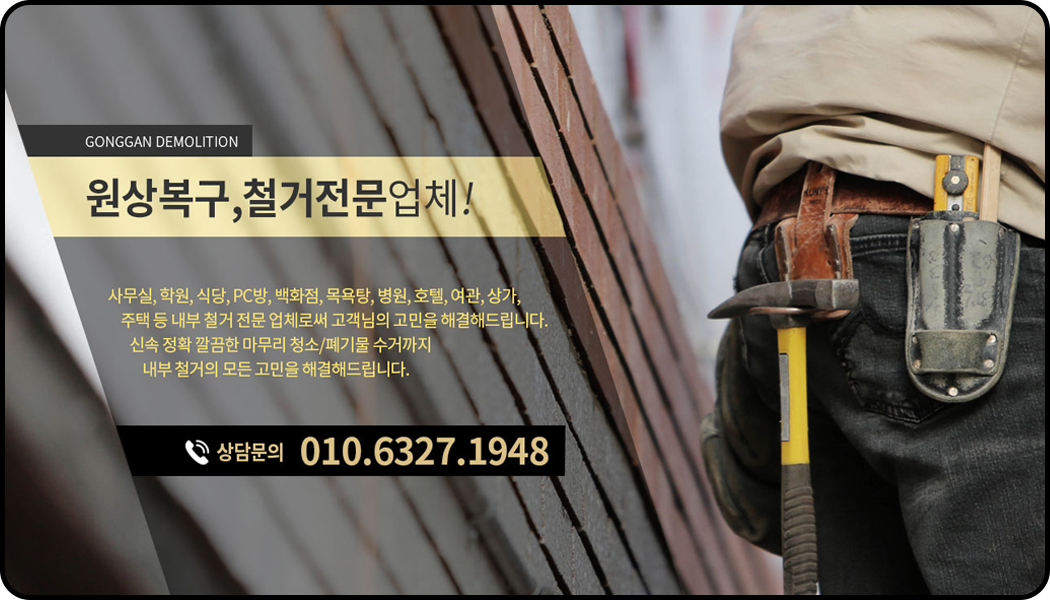 GONGGAN DEMOLITION
원상복구,철거전문업체!
사무실, 학원, 식당, PC방, 백화점, 목욕탕, 병원, 호텔, 여관, 상가,
주택 등 내부 철거 전문 업체로써 고객님의 고민을 해결해드립니다.
신속 정확 깔끔한 마무리 청소/폐기물 수거까지
내부 철거의 모든 고민을 해결해드립니다.
상담문의 010.6327.1948